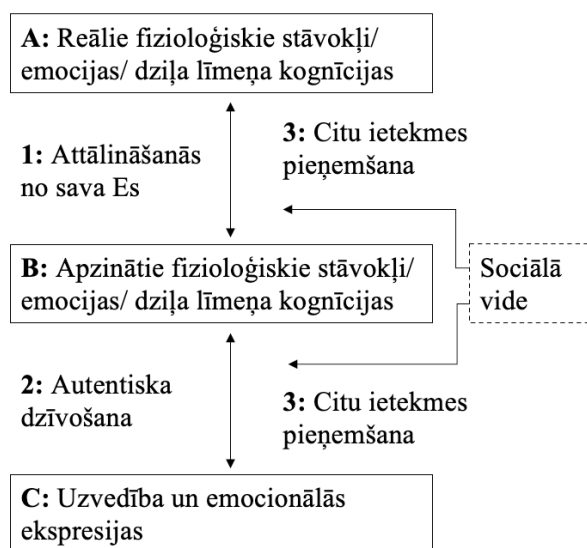 A: Reālie fizioloģiskie stāvokļi/
emocijas/ dziļa līmeņa kognīcijas
1: Attālināšanās
no sava Es
3: Citu ietekmes
pieņemšana
B: Apzinātie fizioloģiskie stāvokļi/
emocijas/ dziļa līmeņa kognīcijas
Sociālā
vide
2: Autentiska
dzīvošana
3: Citu ietekmes
pieņemšana
C: Uzvedība un emocionālās
ekspresijas